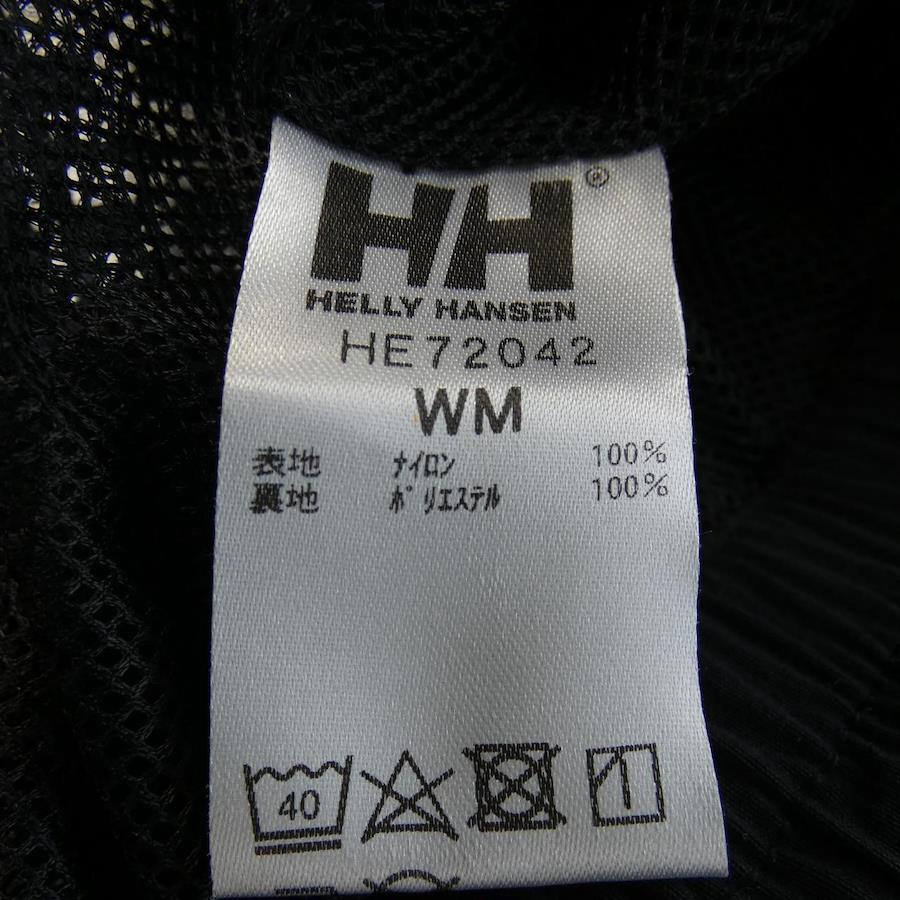 HH®
HELLY HANSEN
HE72042
WM
表地 ナイロン 100%
裏地 ポリエステル 100%
40